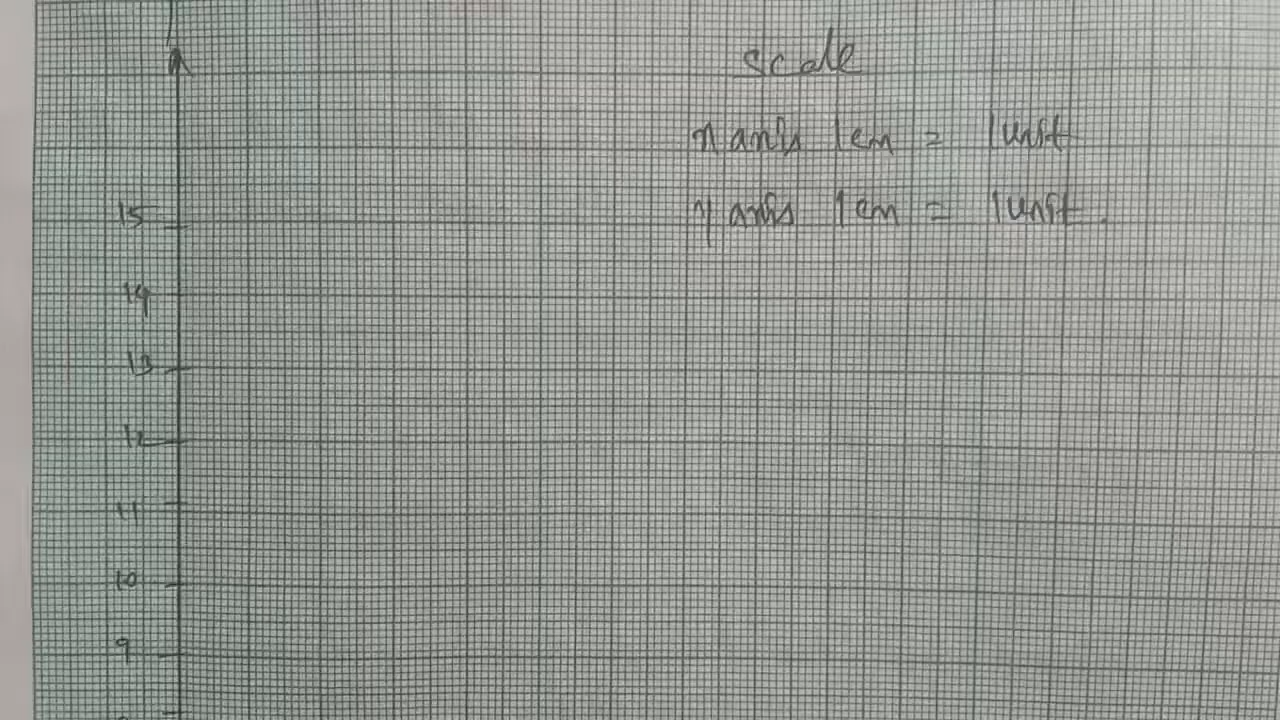 scale
x axis 1cm = 1unit
y axis 1cm = 1unit.
15
14
13
12
11
10
9